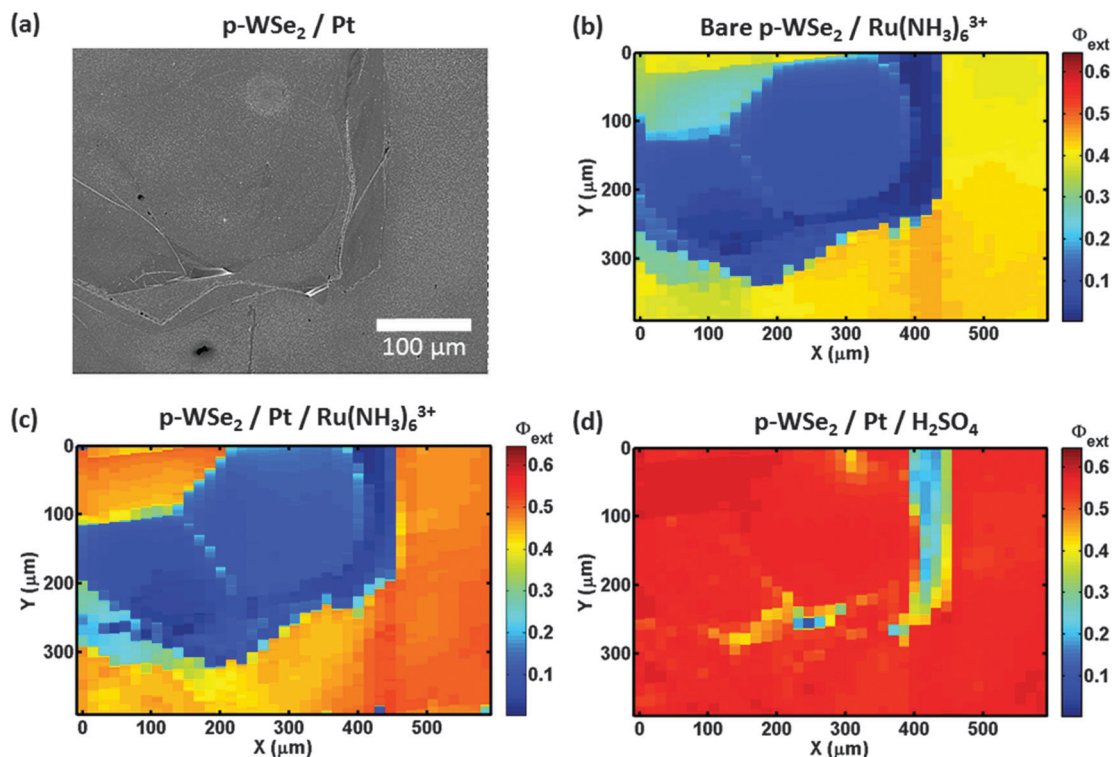 (a)
p-WSe₂ / Pt
100 μm
(b)
Bare p-WSe₂ / Ru(NH₃)₆³⁺
Φext
0
100
200
300
Y (μm)
0 100 200 300 400 500
X (μm)
0.6
0.5
0.4
0.3
0.2
0.1
(c)
p-WSe₂ / Pt / Ru(NH₃)₆³⁺
Φext
0
100
200
300
Y (μm)
0 100 200 300 400 500
X (μm)
0.6
0.5
0.4
0.3
0.2
0.1
(d)
p-WSe₂ / Pt / H₂SO₄
Φext
0
100
200
300
Y (μm)
0 100 200 300 400 500
X (μm)
0.6
0.5
0.4
0.3
0.2
0.1